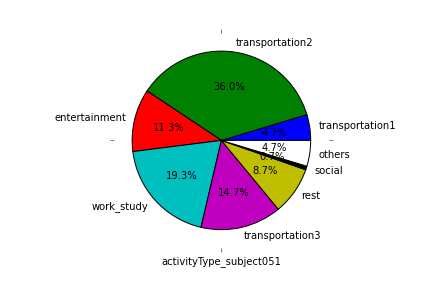 transportation2
36.0%
entertainment
11.3%
4.7%
transportation1
4.7%
others
0.7%
social
8.7%
rest
19.3%
14.7%
work_study
transportation3
activityType_subject051